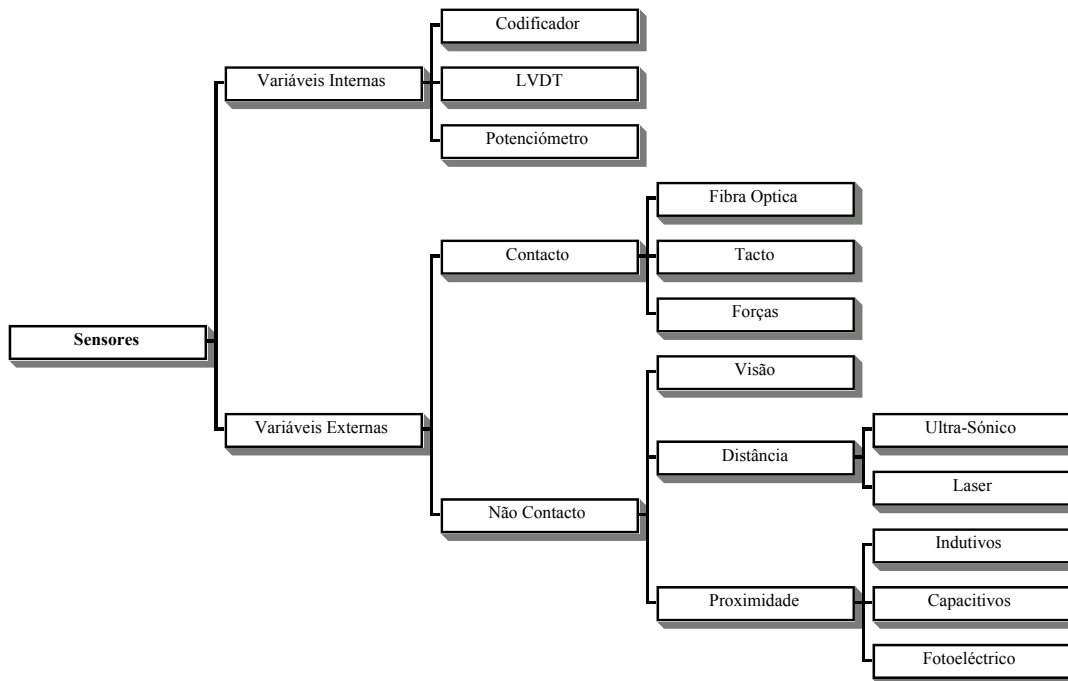 Codificador
Variáveis Internas
LVDT
Potenciómetro
Fibra Optica
Contacto
Tacto
Forças
Sensores
Visão
Variáveis Externas
Ultra-Sónico
Distância
Laser
Não Contacto
Indutivos
Proximidade
Capacitivos
Fotoeléctrico